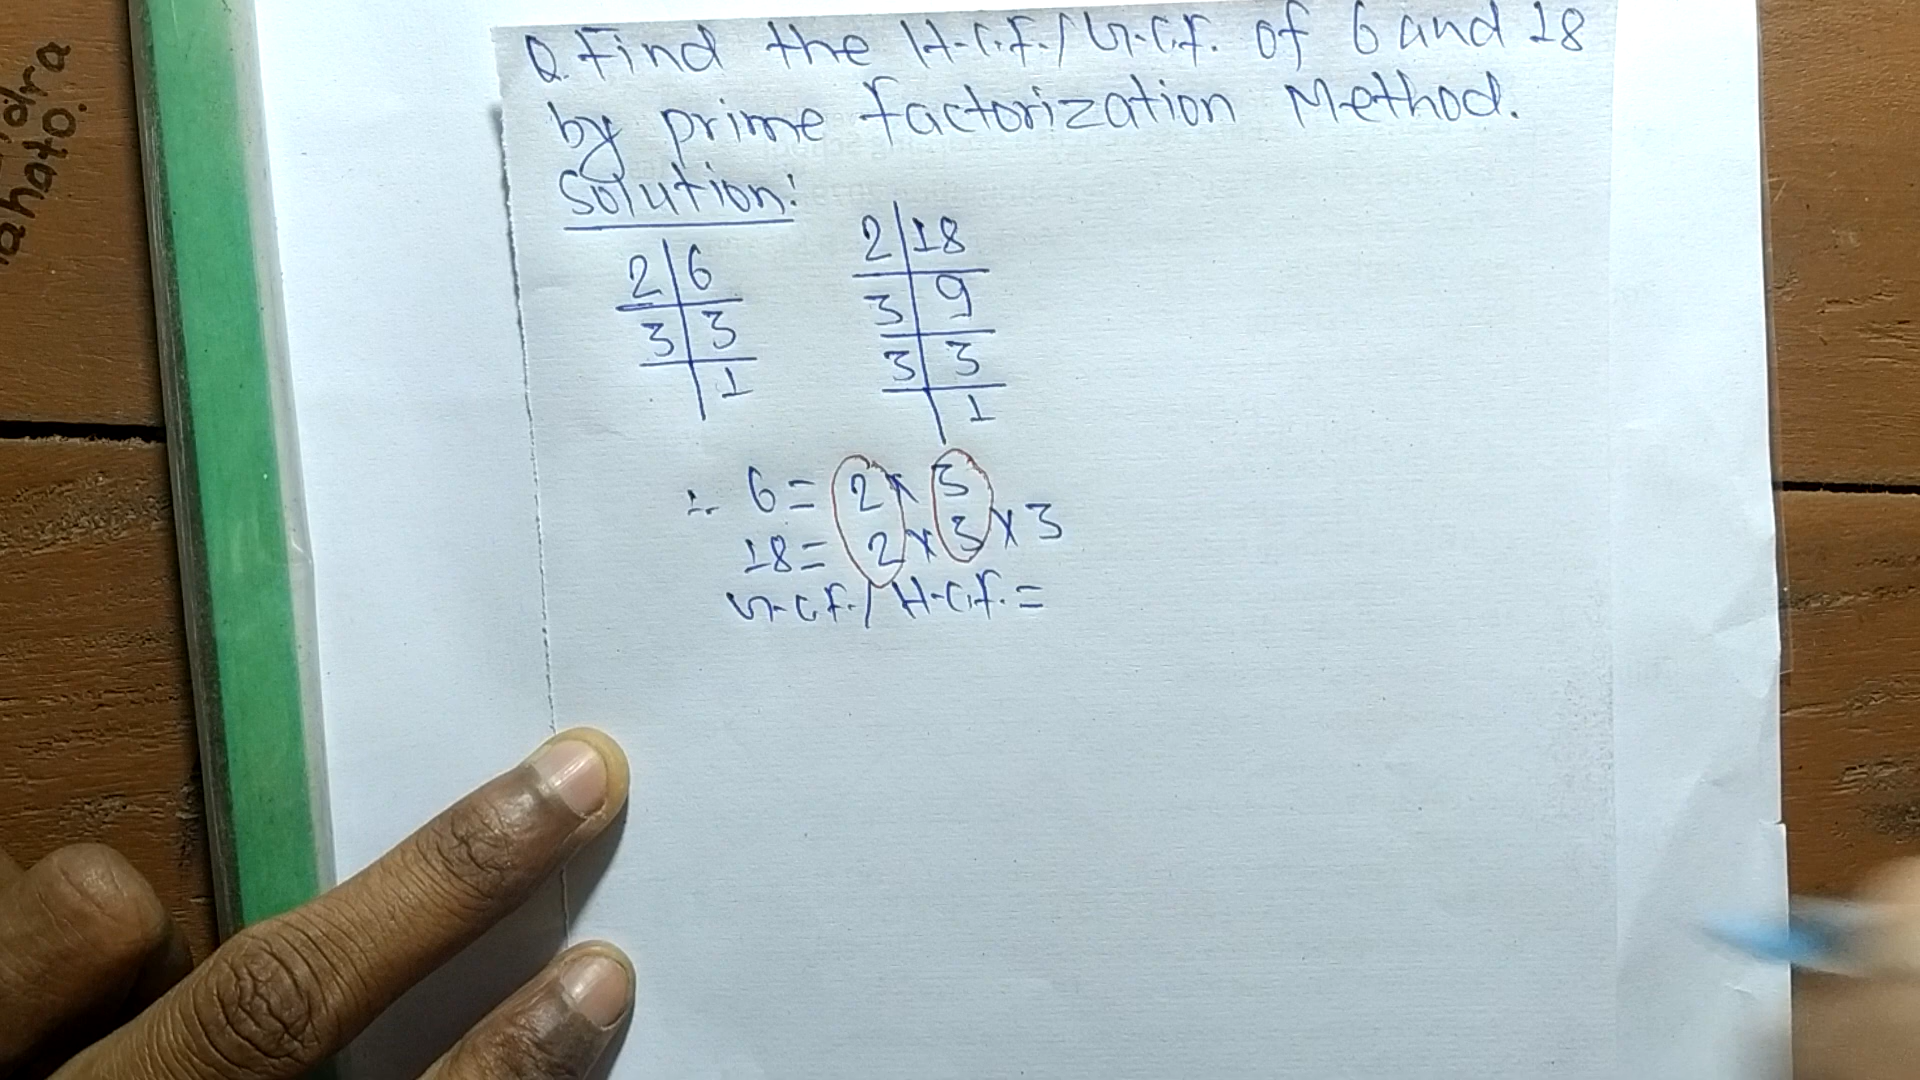 Q. Find the H.C.F./G.C.F. of 6 and 18
by prime factorization Method.
Solution:
2 | 6
3 | 3
1
2 | 18
3 | 9
3 | 3
1
∴ 6 = 2 x 3
18 = 2 x 3 x 3
G.C.F./H.C.F. =